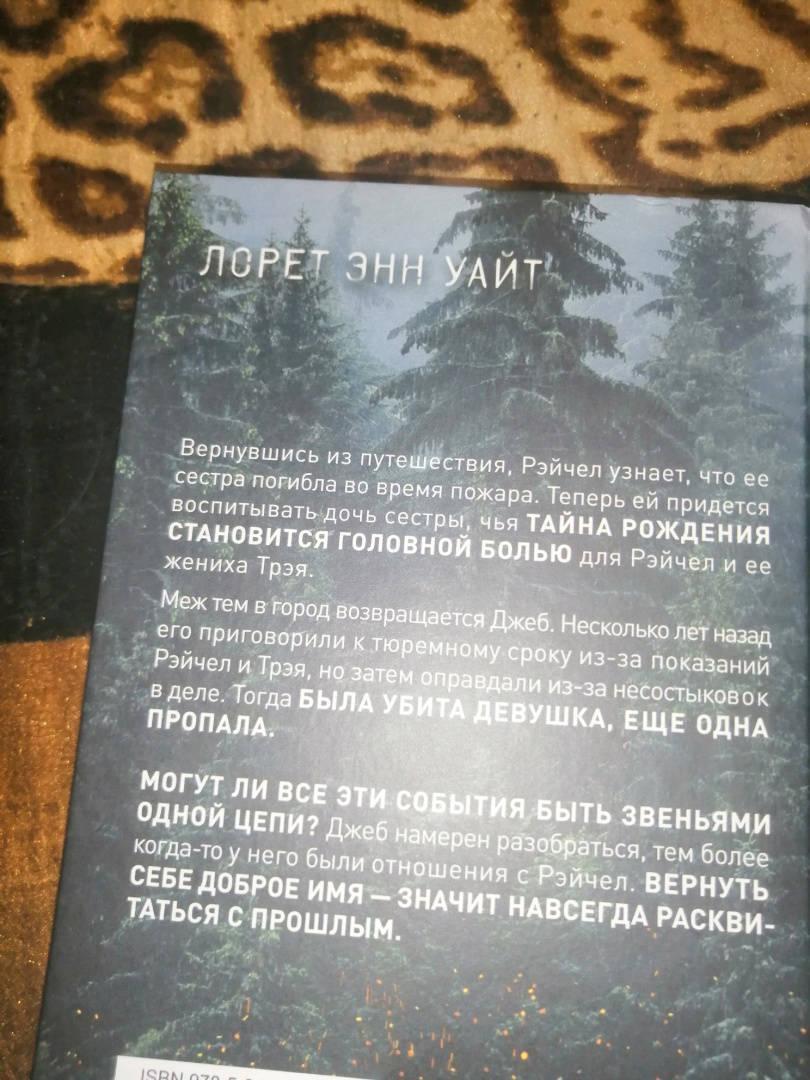 ЛОРЕТ ЭНН УАЙТ
Вернувшись из путешествия, Рэйчел узнает, что ее
сестра погибла во время пожара. Теперь ей придется
воспитывать дочь сестры, чья ТАЙНА РОЖДЕНИЯ
СТАНОВИТСЯ ГОЛОВНОЙ БОЛЬЮ для Рэйчел и ее
жениха Трэя.
Меж тем в город возвращается Джеб. Несколько лет назад
его приговорили к тюремному сроку из-за показаний
Рэйчел и Трэя, но затем оправдали из-за несостыковок
в деле. Тогда БЫЛА УБИТА ДЕВУШКА, ЕЩЕ ОДНА
ПРОПАЛА.
МОГУТ ЛИ ВСЕ ЭТИ СОБЫТИЯ БЫТЬ ЗВЕНЬЯМИ
ОДНОЙ ЦЕПИ? Джеб намерен разобраться, тем более
когда-то у него были отношения с Рэйчел. ВЕРНУТЬ
СЕБЕ ДОБРОЕ ИМЯ — ЗНАЧИТ НАВСЕГДА РАСКВИ-
ТАТЬСЯ С ПРОШЛЫМ.
ISBN 978-5